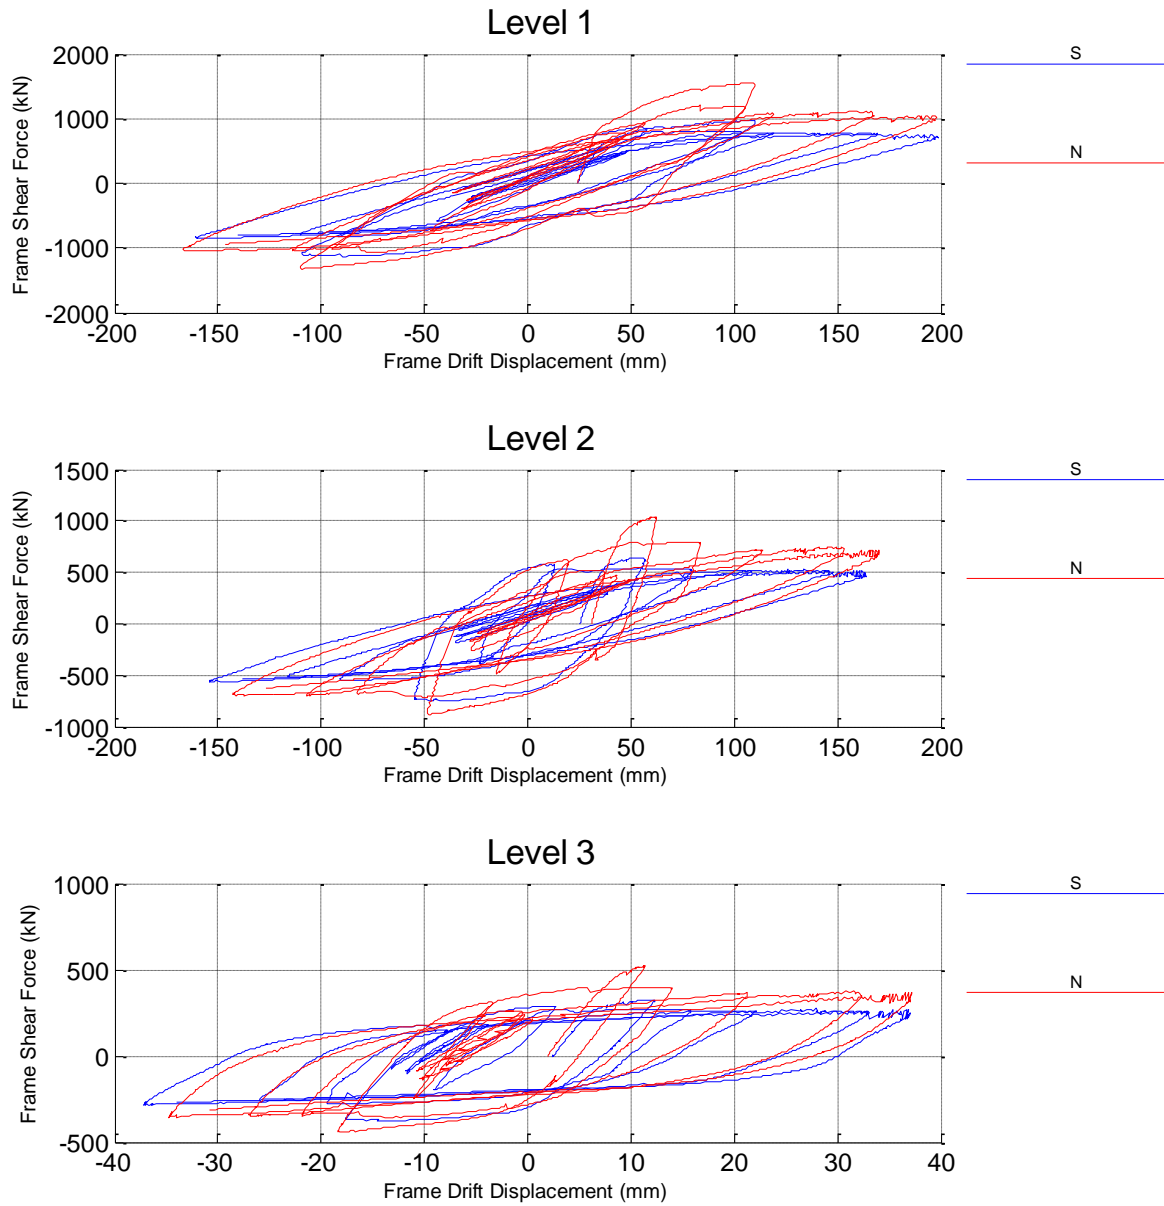 Level 1
Frame Shear Force (kN)
2000
1000
0
-1000
-2000
-200 -150 -100 -50 0 50 100 150 200
Frame Drift Displacement (mm)
S
N
Level 2
Frame Shear Force (kN)
1500
1000
500
0
-500
-1000
-200 -150 -100 -50 0 50 100 150 200
Frame Drift Displacement (mm)
S
N
Level 3
Frame Shear Force (kN)
1000
500
0
-500
-40 -30 -20 -10 0 10 20 30 40
Frame Drift Displacement (mm)
S
N